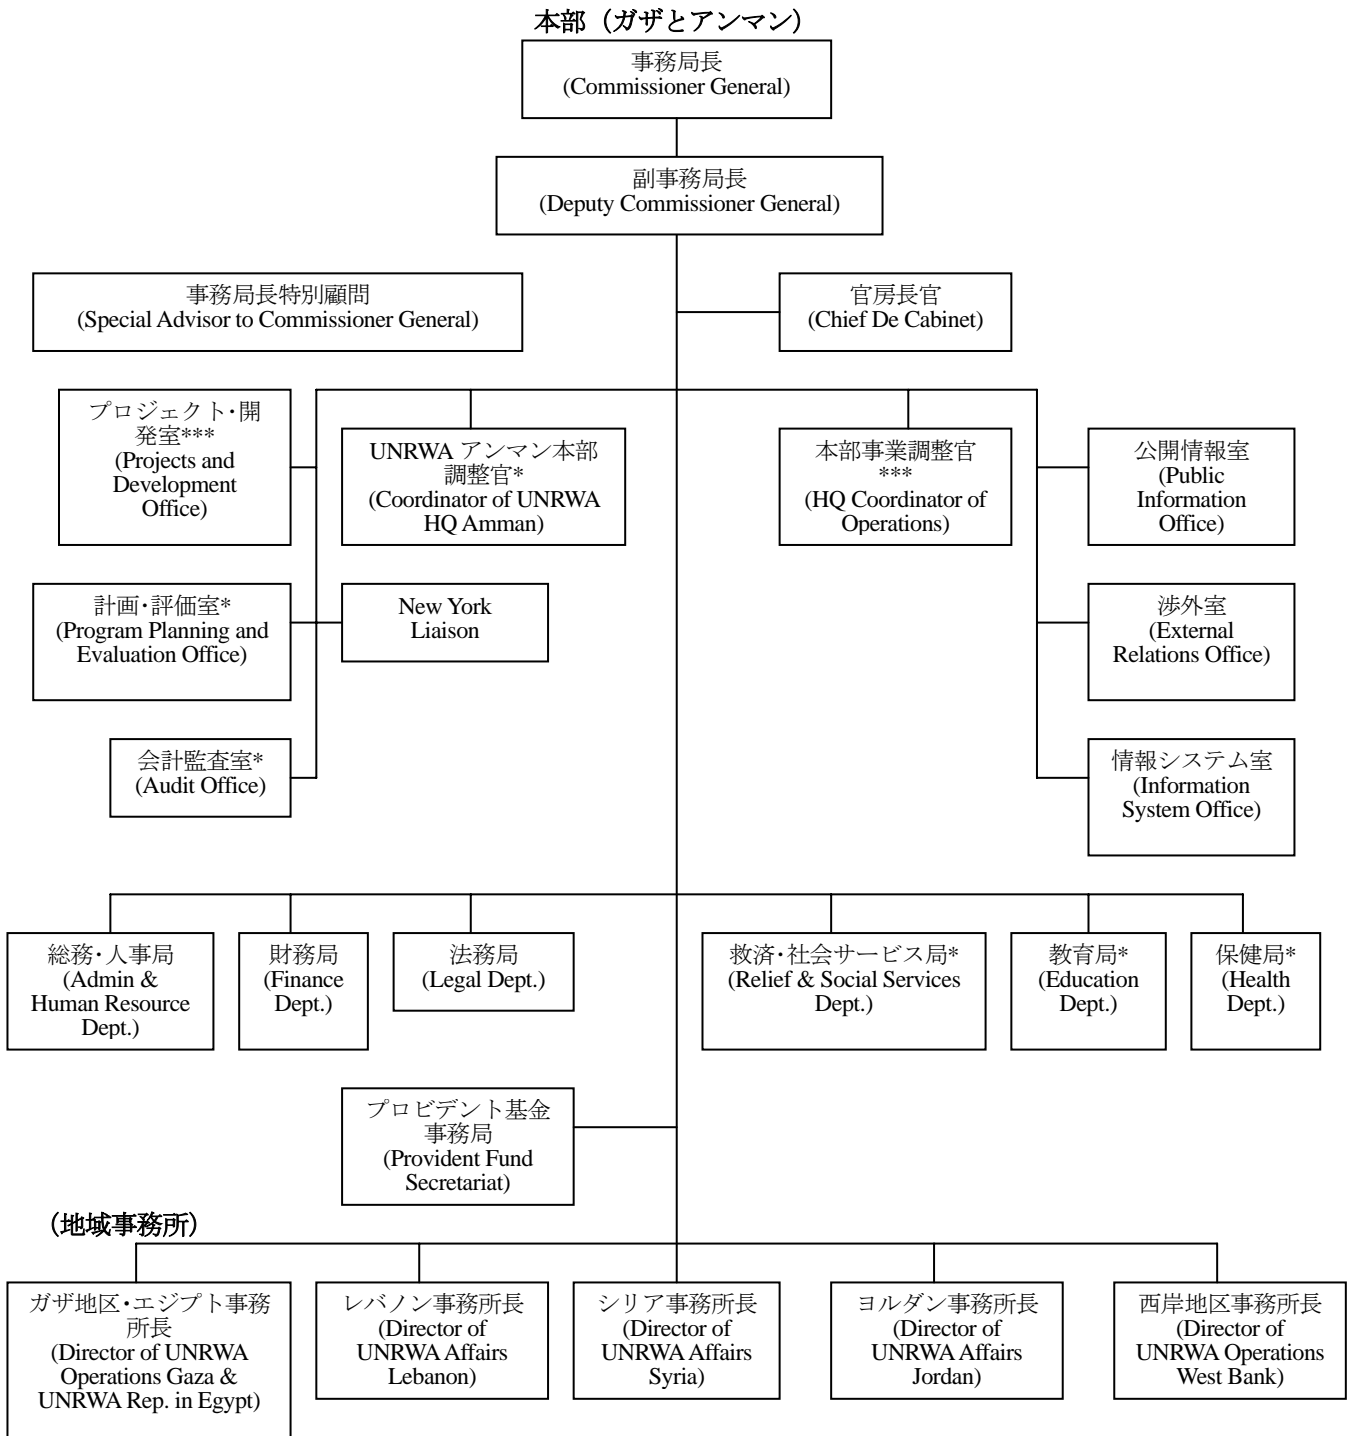 本部（ガザとアンマン）
事務局長
(Commissioner General)
副事務局長
(Deputy Commissioner General)
事務局長特別顧問
(Special Advisor to Commissioner General)
官房長官
(Chief De Cabinet)
プロジェクト・開
発室***
(Projects and
Development
Office)
UNRWA アンマン本部
調整官*
(Coordinator of UNRWA
HQ Amman)
本部事業調整官
***
(HQ Coordinator of
Operations)
公開情報室
(Public
Information
Office)
計画・評価室*
(Program Planning and
Evaluation Office)
New York
Liaison
渉外室
(External
Relations Office)
会計監査室*
(Audit Office)
情報システム室
(Information
System Office)
総務・人事局
(Admin &
Human Resource
Dept.)
財務局
(Finance
Dept.)
法務局
(Legal Dept.)
救済・社会サービス局*
(Relief & Social Services
Dept.)
教育局*
(Education
Dept.)
保健局*
(Health
Dept.)
プロビデント基金
事務局
(Provident Fund
Secretariat)
（地域事務所）
ガザ地区・エジプト事務
所長
(Director of UNRWA
Operations Gaza &
UNRWA Rep. in Egypt)
レバノン事務所長
(Director of
UNRWA Affairs
Lebanon)
シリア事務所長
(Director of
UNRWA Affairs
Syria)
ヨルダン事務所長
(Director of
UNRWA Affairs
Jordan)
西岸地区事務所長
(Director of
UNRWA Operations
West Bank)